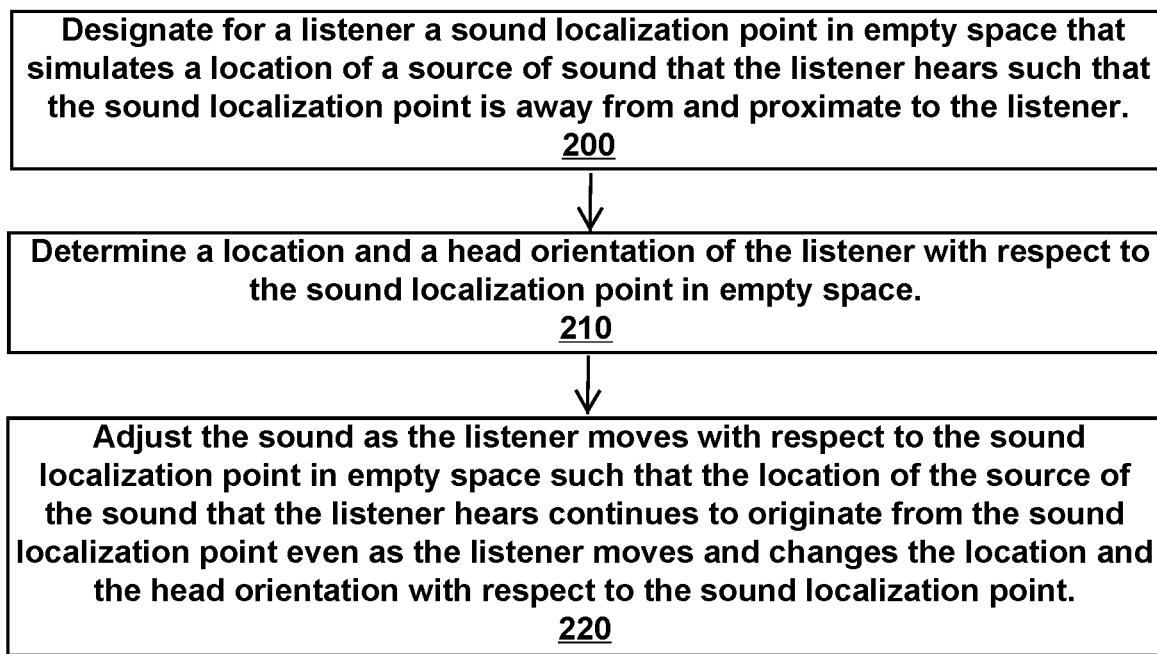 Designate for a listener a sound localization point in empty space that
simulates a location of a source of sound that the listener hears such that
the sound localization point is away from and proximate to the listener.
200
Determine a location and a head orientation of the listener with respect to
the sound localization point in empty space.
210
Adjust the sound as the listener moves with respect to the sound
localization point in empty space such that the location of the source of
the sound that the listener hears continues to originate from the sound
localization point even as the listener moves and changes the location and
the head orientation with respect to the sound localization point.
220